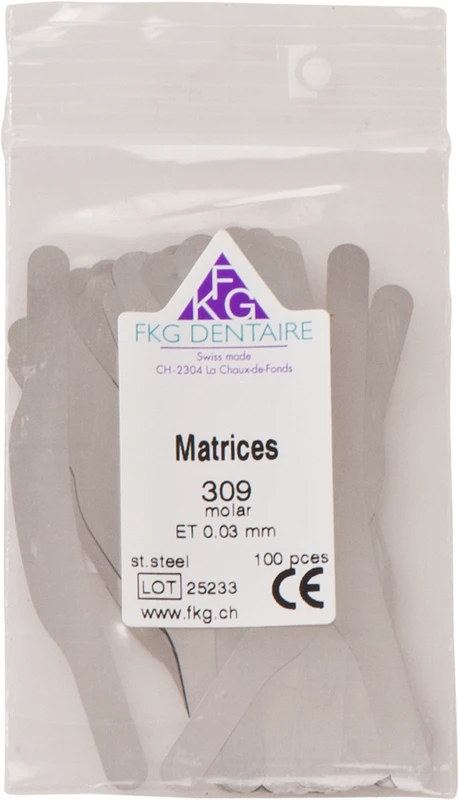 FKG
FKG DENTAIRE
Swiss made
CH-2304 La Chaux-de-Fonds
Matrices
309
molar
ET 0.03 mm
st.steel 100 pces
LOT 25233 CE
www.fkg.ch